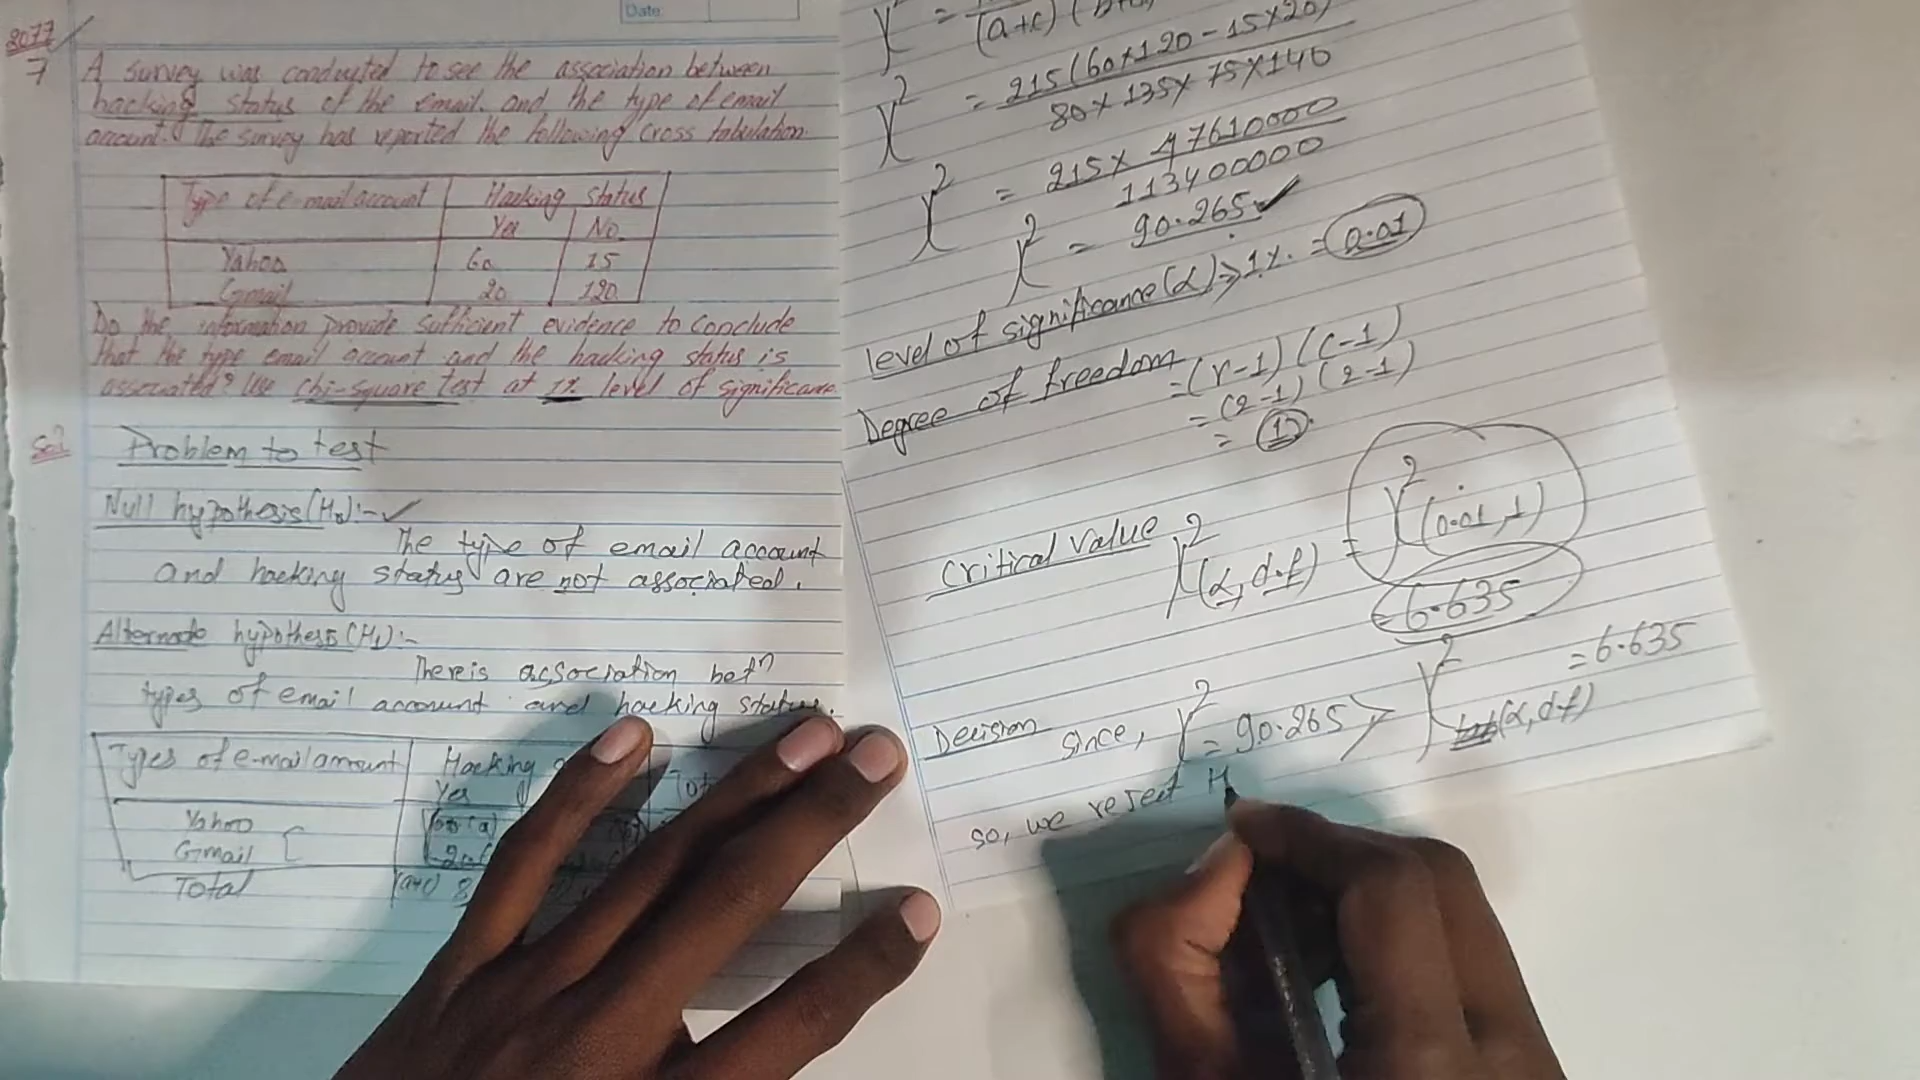 Date:
2077
7
A survey was conducted to see the association between
hacking status of the email. and the type of email
account. The survey has reported the following cross tabulation.
Type of e-mail account Hacking status
Yes No
Yahoo 60 15
Gmail 20 120
Do the information provide sufficient evidence to conclude
that the type email account and the hacking status is
associated? Use chi-square test at 1% level of significance
Problem to test
Null hypothesis (H₀):- ✓
The type of email account
and hacking status are not associated.
Alternate hypothesis (H₁):-
There is association betⁿ
types of email account and hacking status.
Types of e-mail amount Hacking
Yes
Yahoo
Gmail
Total (a+c) 8
χ² =
(a+c)
χ² = 215(60×120 - 15×20)
80 × 135 × 75 × 140
χ² = 215 × 47610000
113400000
χ² = 90.265 ✓
level of significance (α) => 1%. = 0.01
Degree of freedom = (r-1) (c-1)
= (2-1) (2-1)
= 1
Critical value χ²(α, d.f) = χ²(0.01, 1)
= 6.635
Decision since, χ² = 90.265 > χ² (α, d.f) = 6.635
so, we reject H